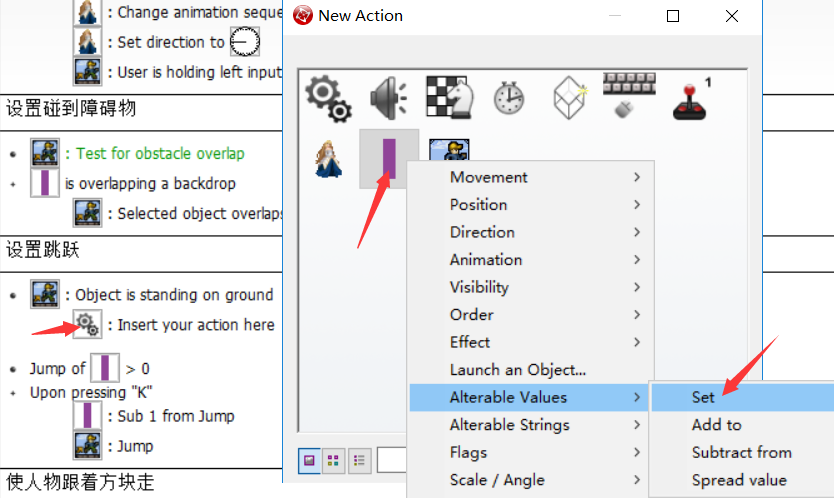 : Change animation seque
: Set direction to
: User is holding left input
设置碰到障碍物
: Test for obstacle overlap
is overlapping a backdrop
: Selected object overlaps
设置跳跃
: Object is standing on ground
: Insert your action here
Jump of > 0
Upon pressing "K"
: Sub 1 from Jump
: Jump
使人物跟着方块走
New Action
1
Movement
Position
Direction
Animation
Visibility
Order
Effect
Launch an Object...
Alterable Values
Alterable Strings
Flags
Scale / Angle
Set
Add to
Subtract from
Spread value